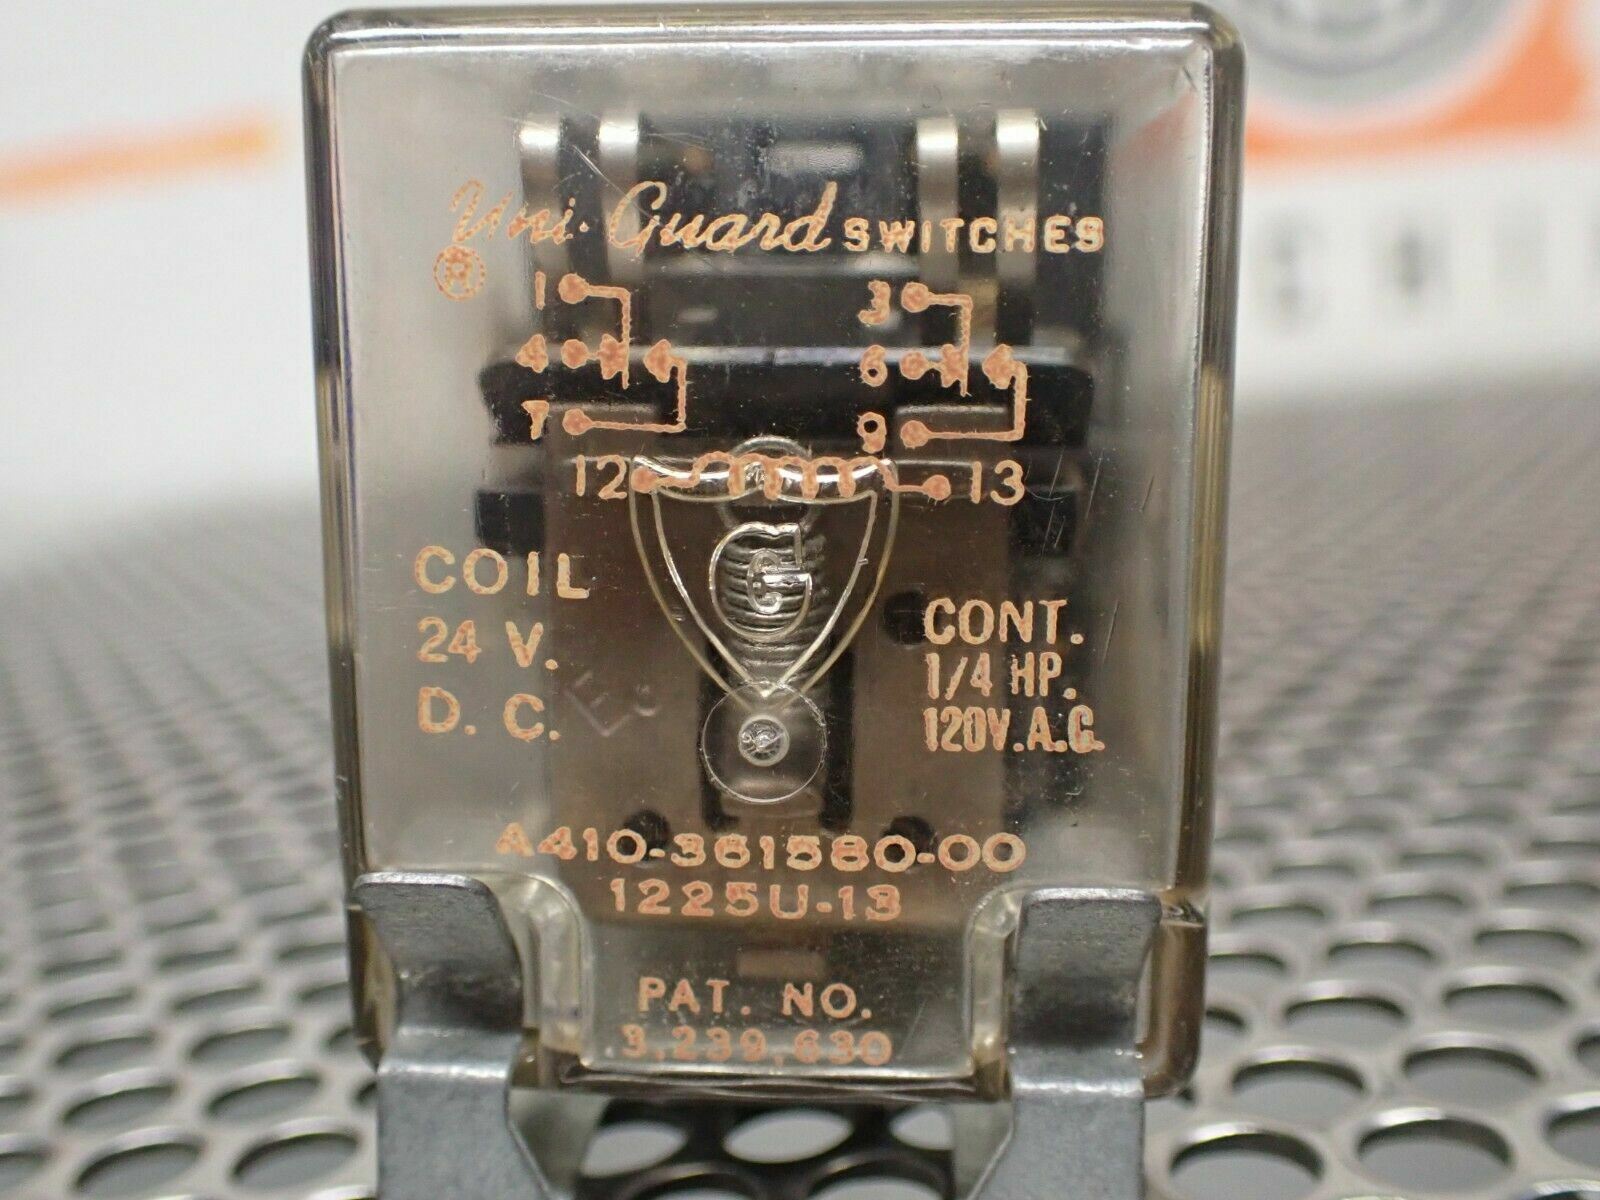 Uni-Guard SWITCHES
®
1 3
4 6
7 9
12 13
G
C
COIL
24 V.
D. C.
CONT.
1/4 HP.
120V.A.C.
A410-361580-00
1225U-13
PAT. NO.
3,239,630